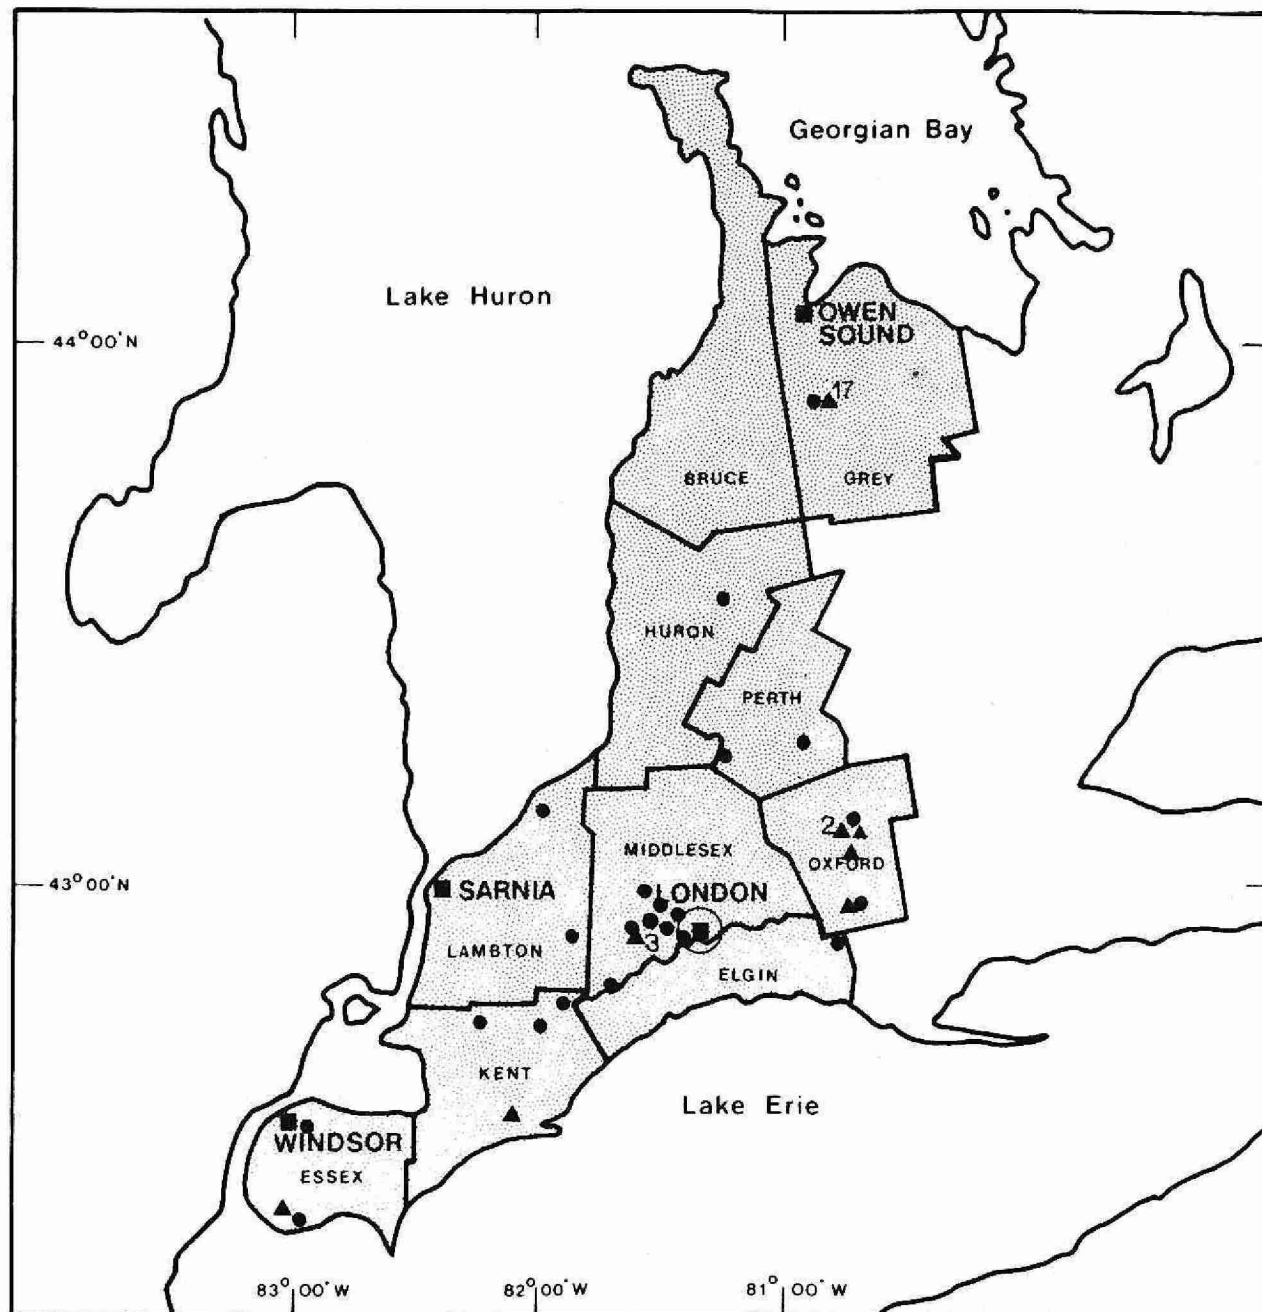 Georgian Bay
Lake Huron
OWEN
SOUND
44°00'N
17
BRUCE
GREY
HURON
PERTH
2
MIDDLESEX
OXFORD
43°00'N
SARNIA
LONDON
3
LAMBTON
ELGIN
KENT
Lake Erie
WINDSOR
ESSEX
83°00'W
82°00'W
81°00'W